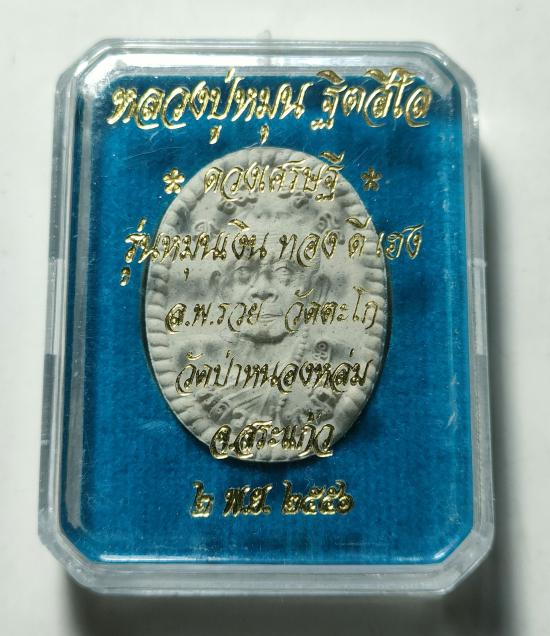 หลวงปู่หมุน ฐิตสีโล
* ดวงเศรษฐี *
รุ่นหมุนเงิน ทอง ดี เฮง
ล.พ.รวย วัดตะโก
วัดป่าหนองหล่ม
จ.สระแก้ว
๒ พ.ย. ๒๕๕๖